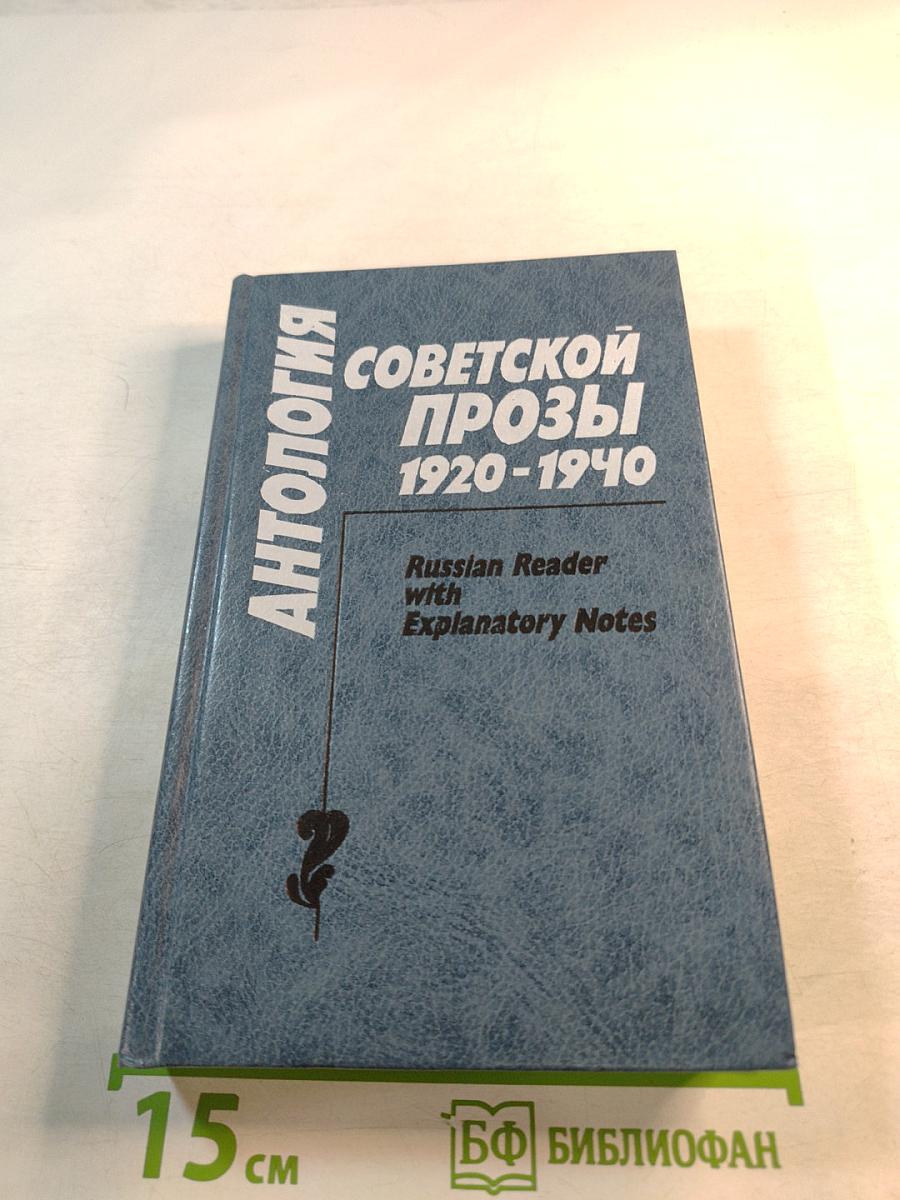 АНТОЛОГИЯ
СОВЕТСКОЙ
ПРОЗЫ
1920-1940
Russian Reader
with
Explanatory Notes
15 см
БФ БИБЛИОФАН